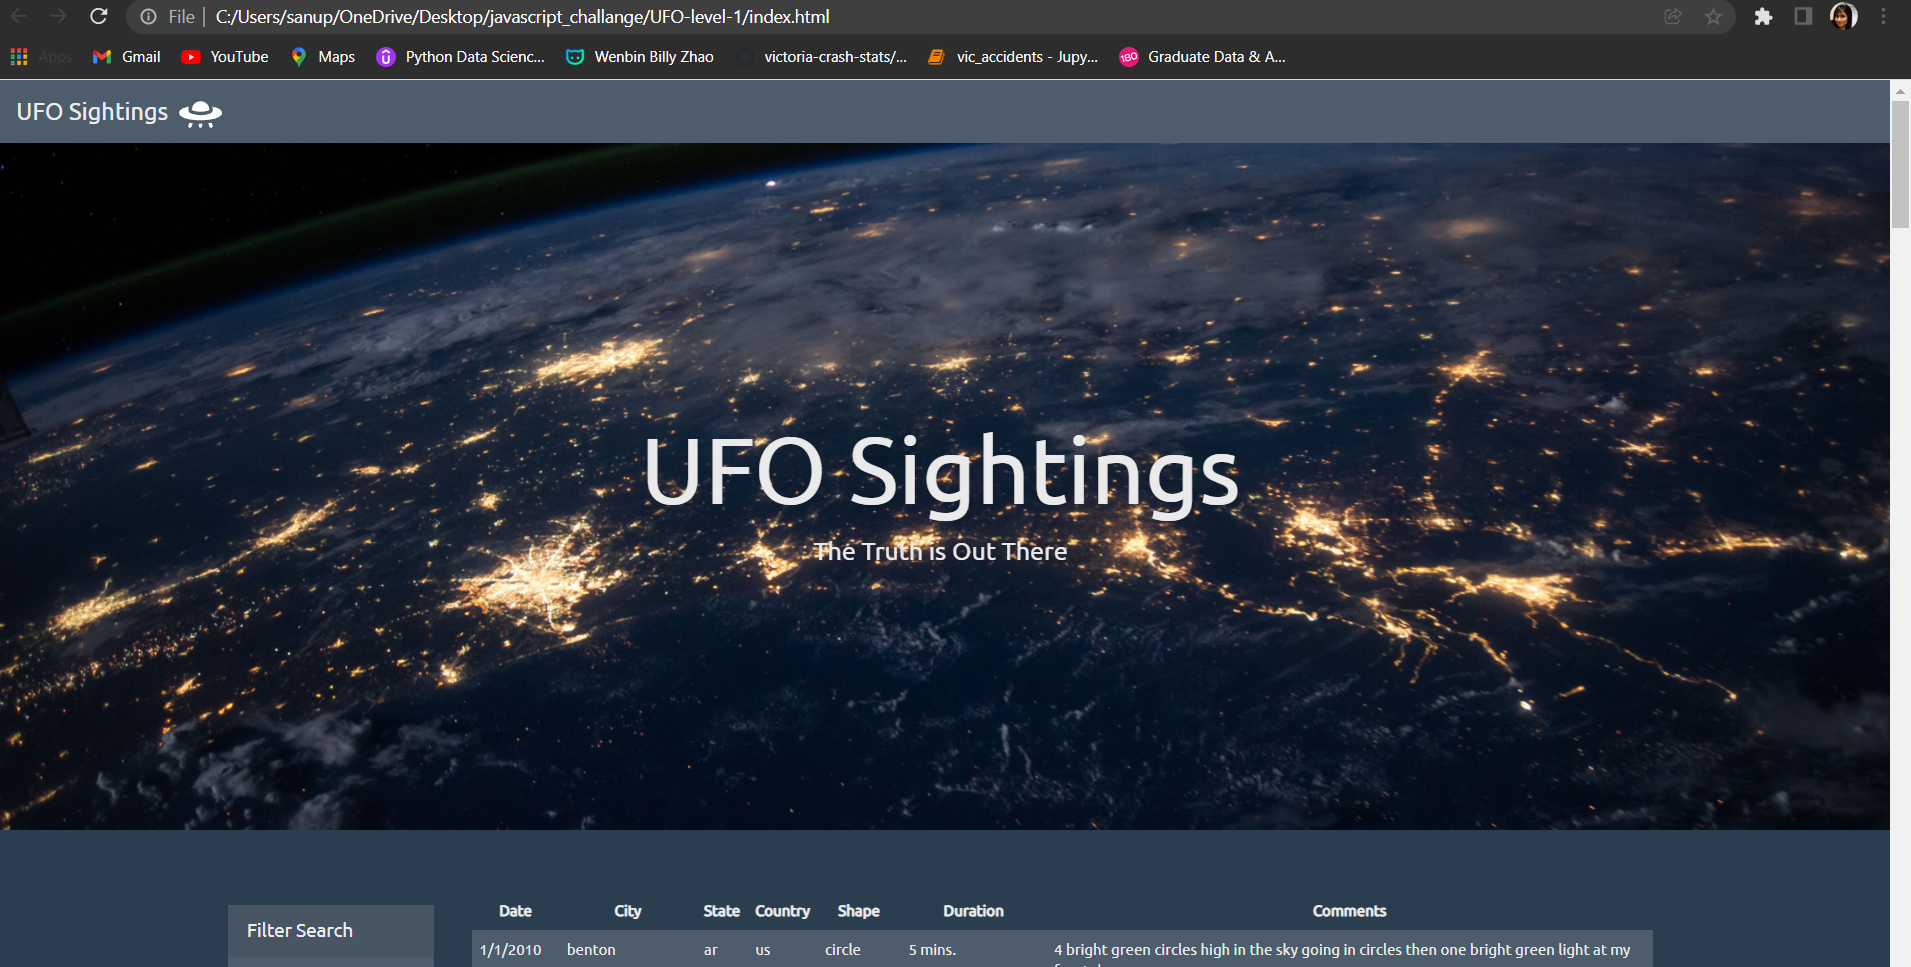 File | C:/Users/sanup/OneDrive/Desktop/javascript_challange/UFO-level-1/index.html
Apps Gmail YouTube Maps Python Data Scienc... Wenbin Billy Zhao victoria-crash-stats/... vic_accidents - Jupy... 180 Graduate Data & A...
UFO Sightings
UFO Sightings
The Truth is Out There
Filter Search
Date City State Country Shape Duration Comments
1/1/2010 benton ar us circle 5 mins. 4 bright green circles high in the sky going in circles then one bright green light at my